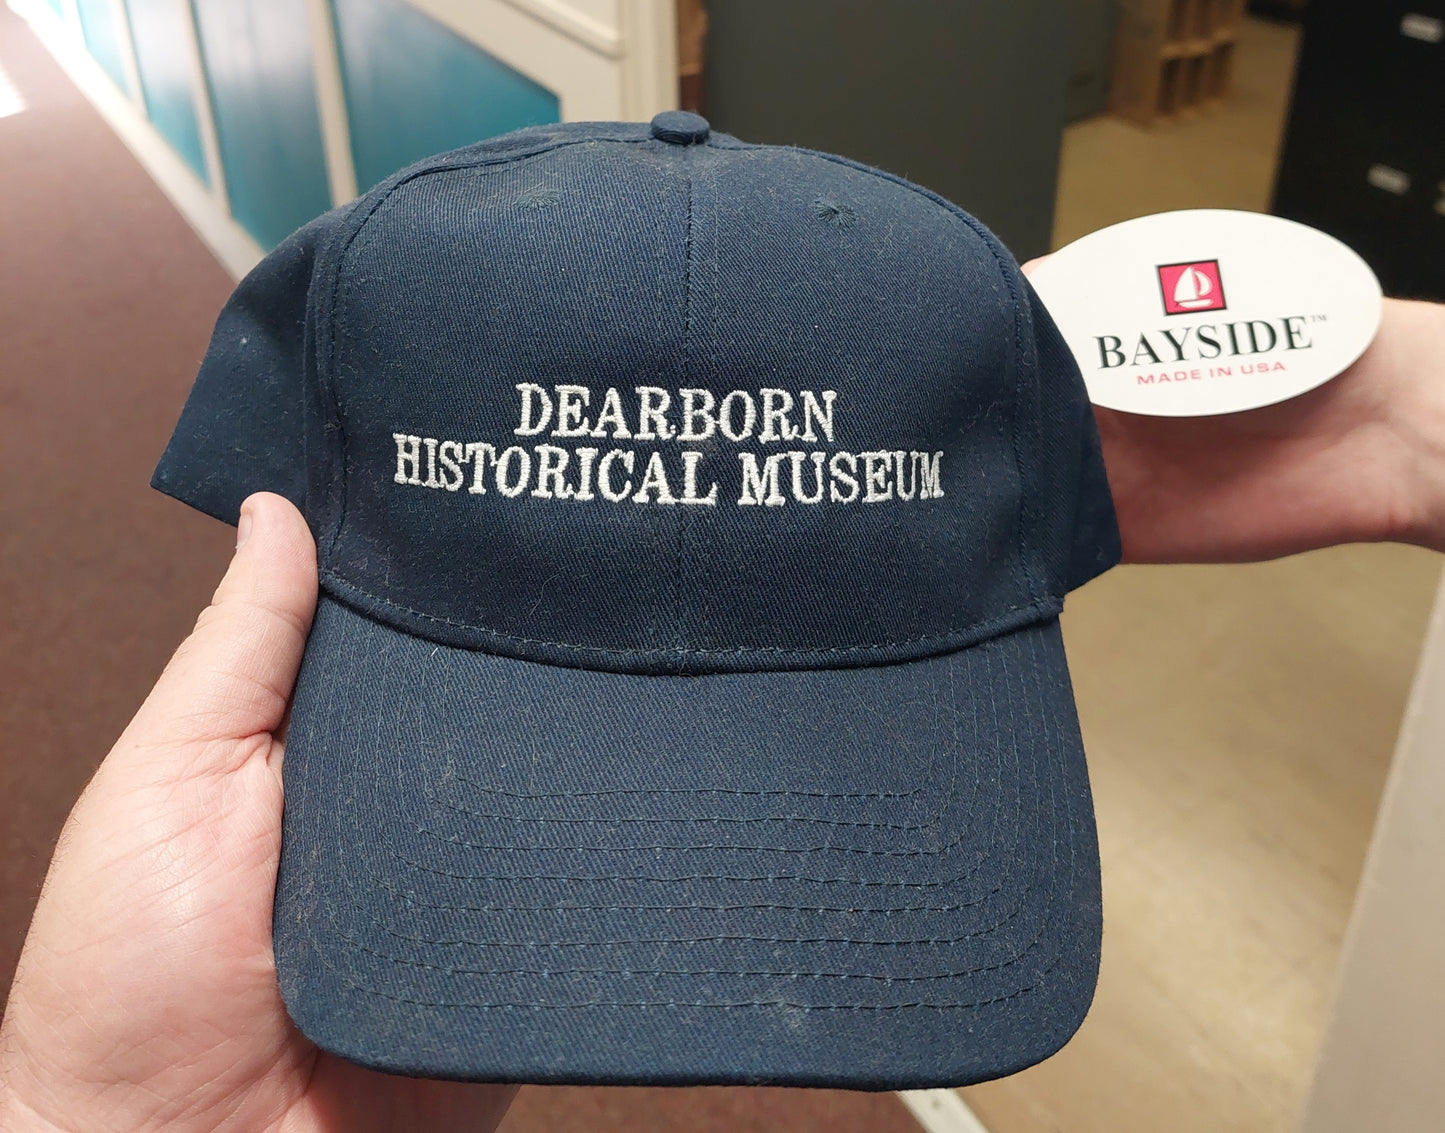 DEARBORN
HISTORICAL MUSEUM
BAYSIDE™
MADE IN USA